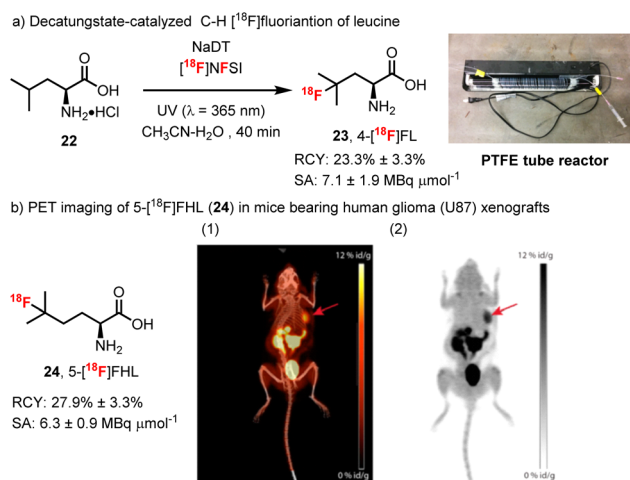 a) Decatungstate-catalyzed C-H [¹⁸F]fluoriantion of leucine
NaDT
[¹⁸F]NFSI
UV (λ = 365 nm)
CH₃CN-H₂O , 40 min
O
OH
NH₂•HCl
22
¹⁸F
O
OH
NH₂
23, 4-[¹⁸F]FL
RCY: 23.3% ± 3.3%
SA: 7.1 ± 1.9 MBq μmol⁻¹
PTFE tube reactor
b) PET imaging of 5-[¹⁸F]FHL (24) in mice bearing human glioma (U87) xenografts
(1)
(2)
¹⁸F
O
OH
NH₂
24, 5-[¹⁸F]FHL
RCY: 27.9% ± 3.3%
SA: 6.3 ± 0.9 MBq μmol⁻¹
12 % id/g
0 % id/g
12 % id/g
0 % id/g